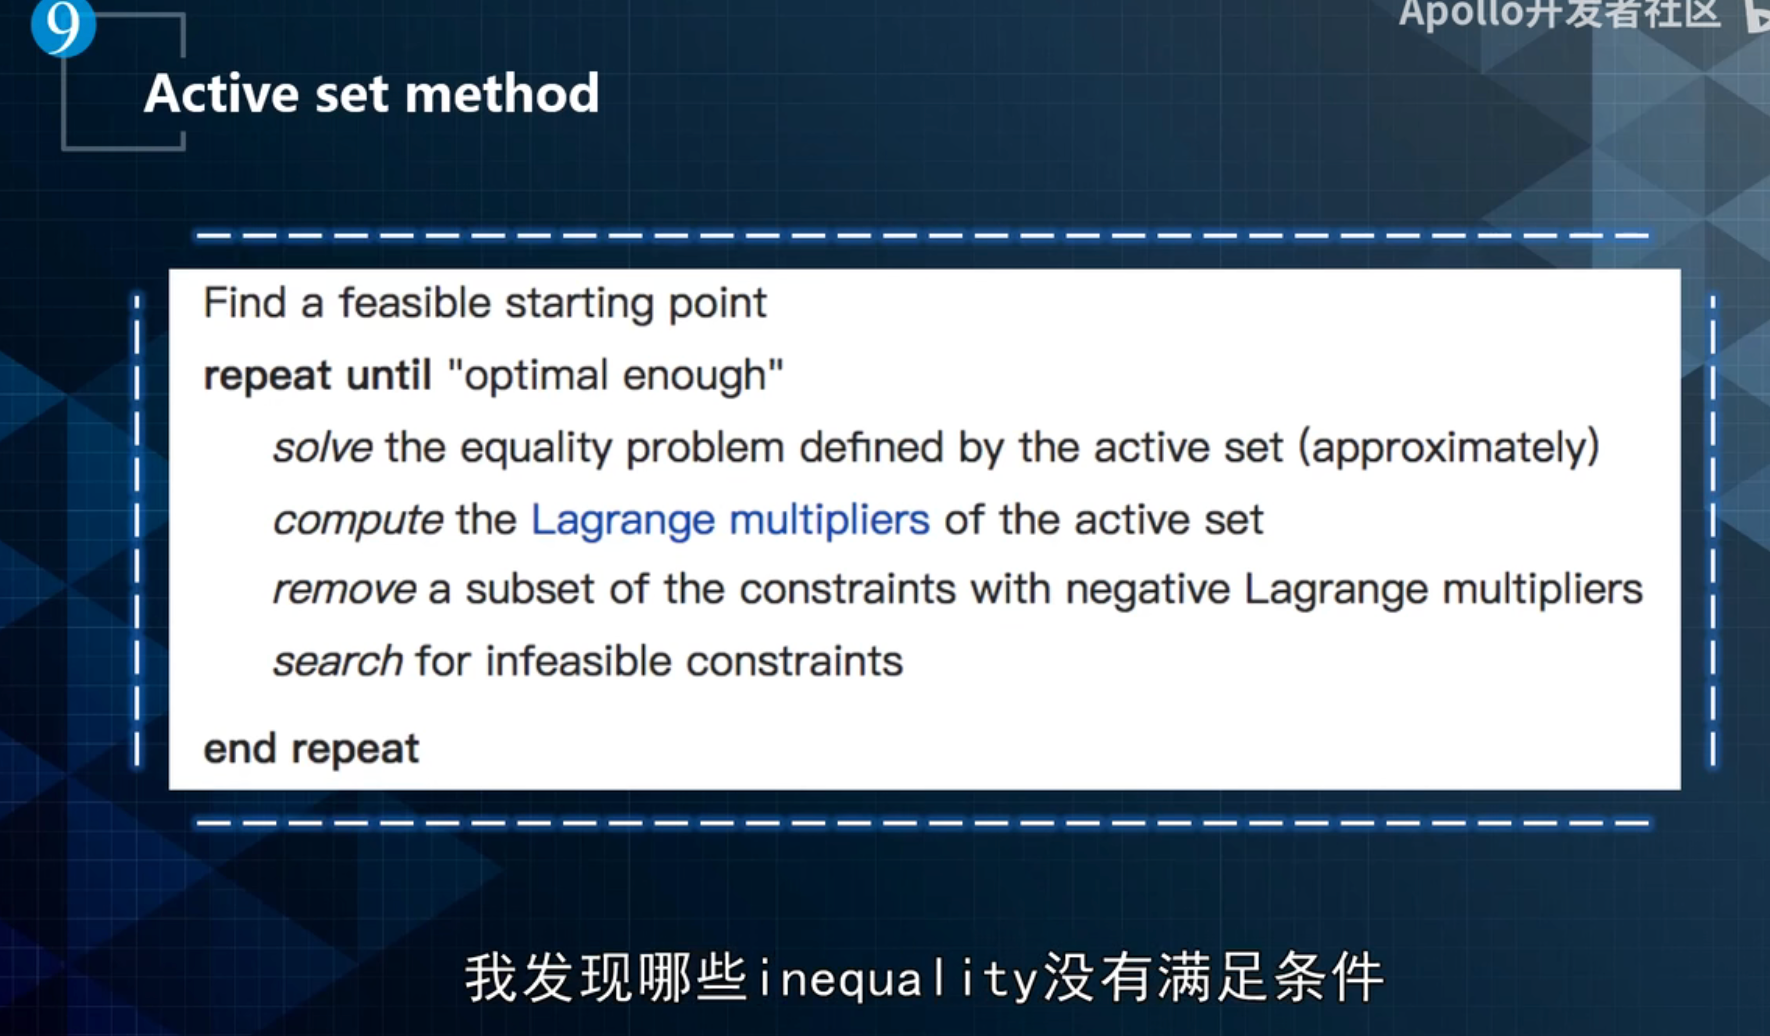 9
Apollo开发者社区
Active set method
Find a feasible starting point
repeat until "optimal enough"
solve the equality problem defined by the active set (approximately)
compute the Lagrange multipliers of the active set
remove a subset of the constraints with negative Lagrange multipliers
search for infeasible constraints
end repeat
我发现哪些inequality没有满足条件